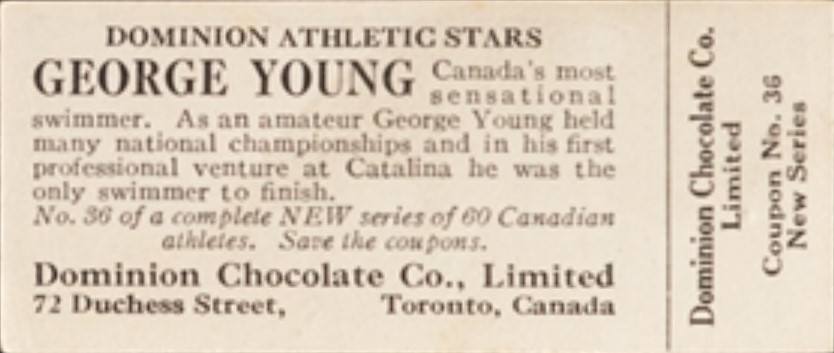 DOMINION ATHLETIC STARS
GEORGE YOUNG Canada's most
sensational
swimmer. As an amateur George Young held
many national championships and in his first
professional venture at Catalina he was the
only swimmer to finish.
No. 36 of a complete NEW series of 60 Canadian
athletes. Save the coupons.
Dominion Chocolate Co., Limited
72 Duchess Street, Toronto, Canada
Dominion Chocolate Co.
Limited
Coupon No. 36
New Series